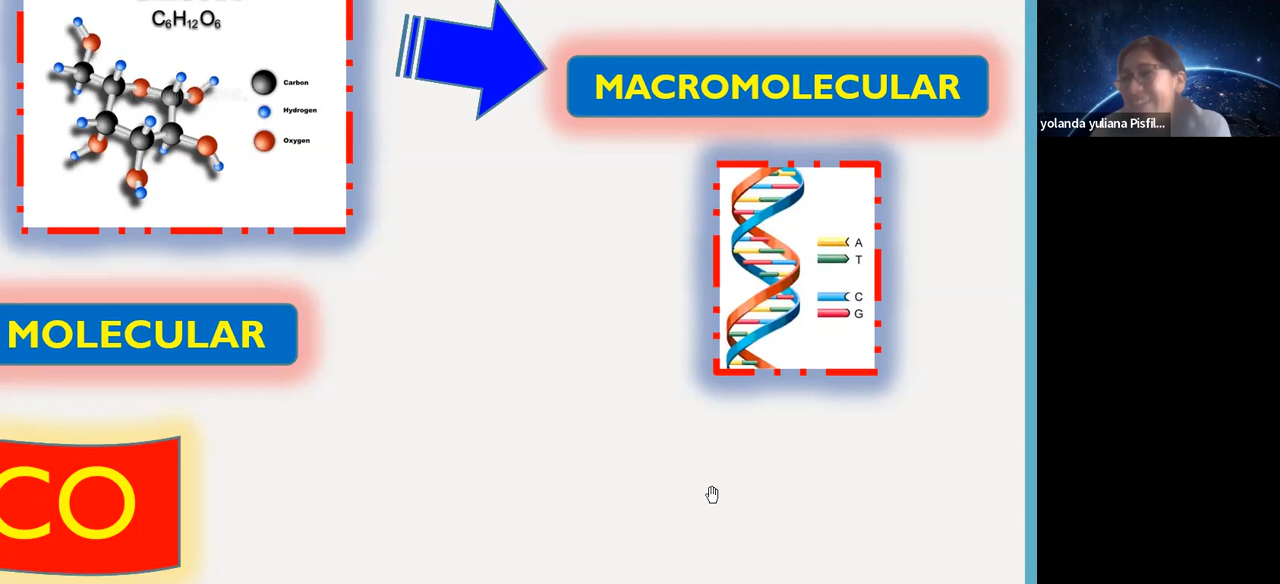 C₆H₁₂O₆
Carbon
Hydrogen
Oxygen
MACROMOLECULAR
yolanda yuliana Pisfil...
A
T
C
G
MOLECULAR
CO